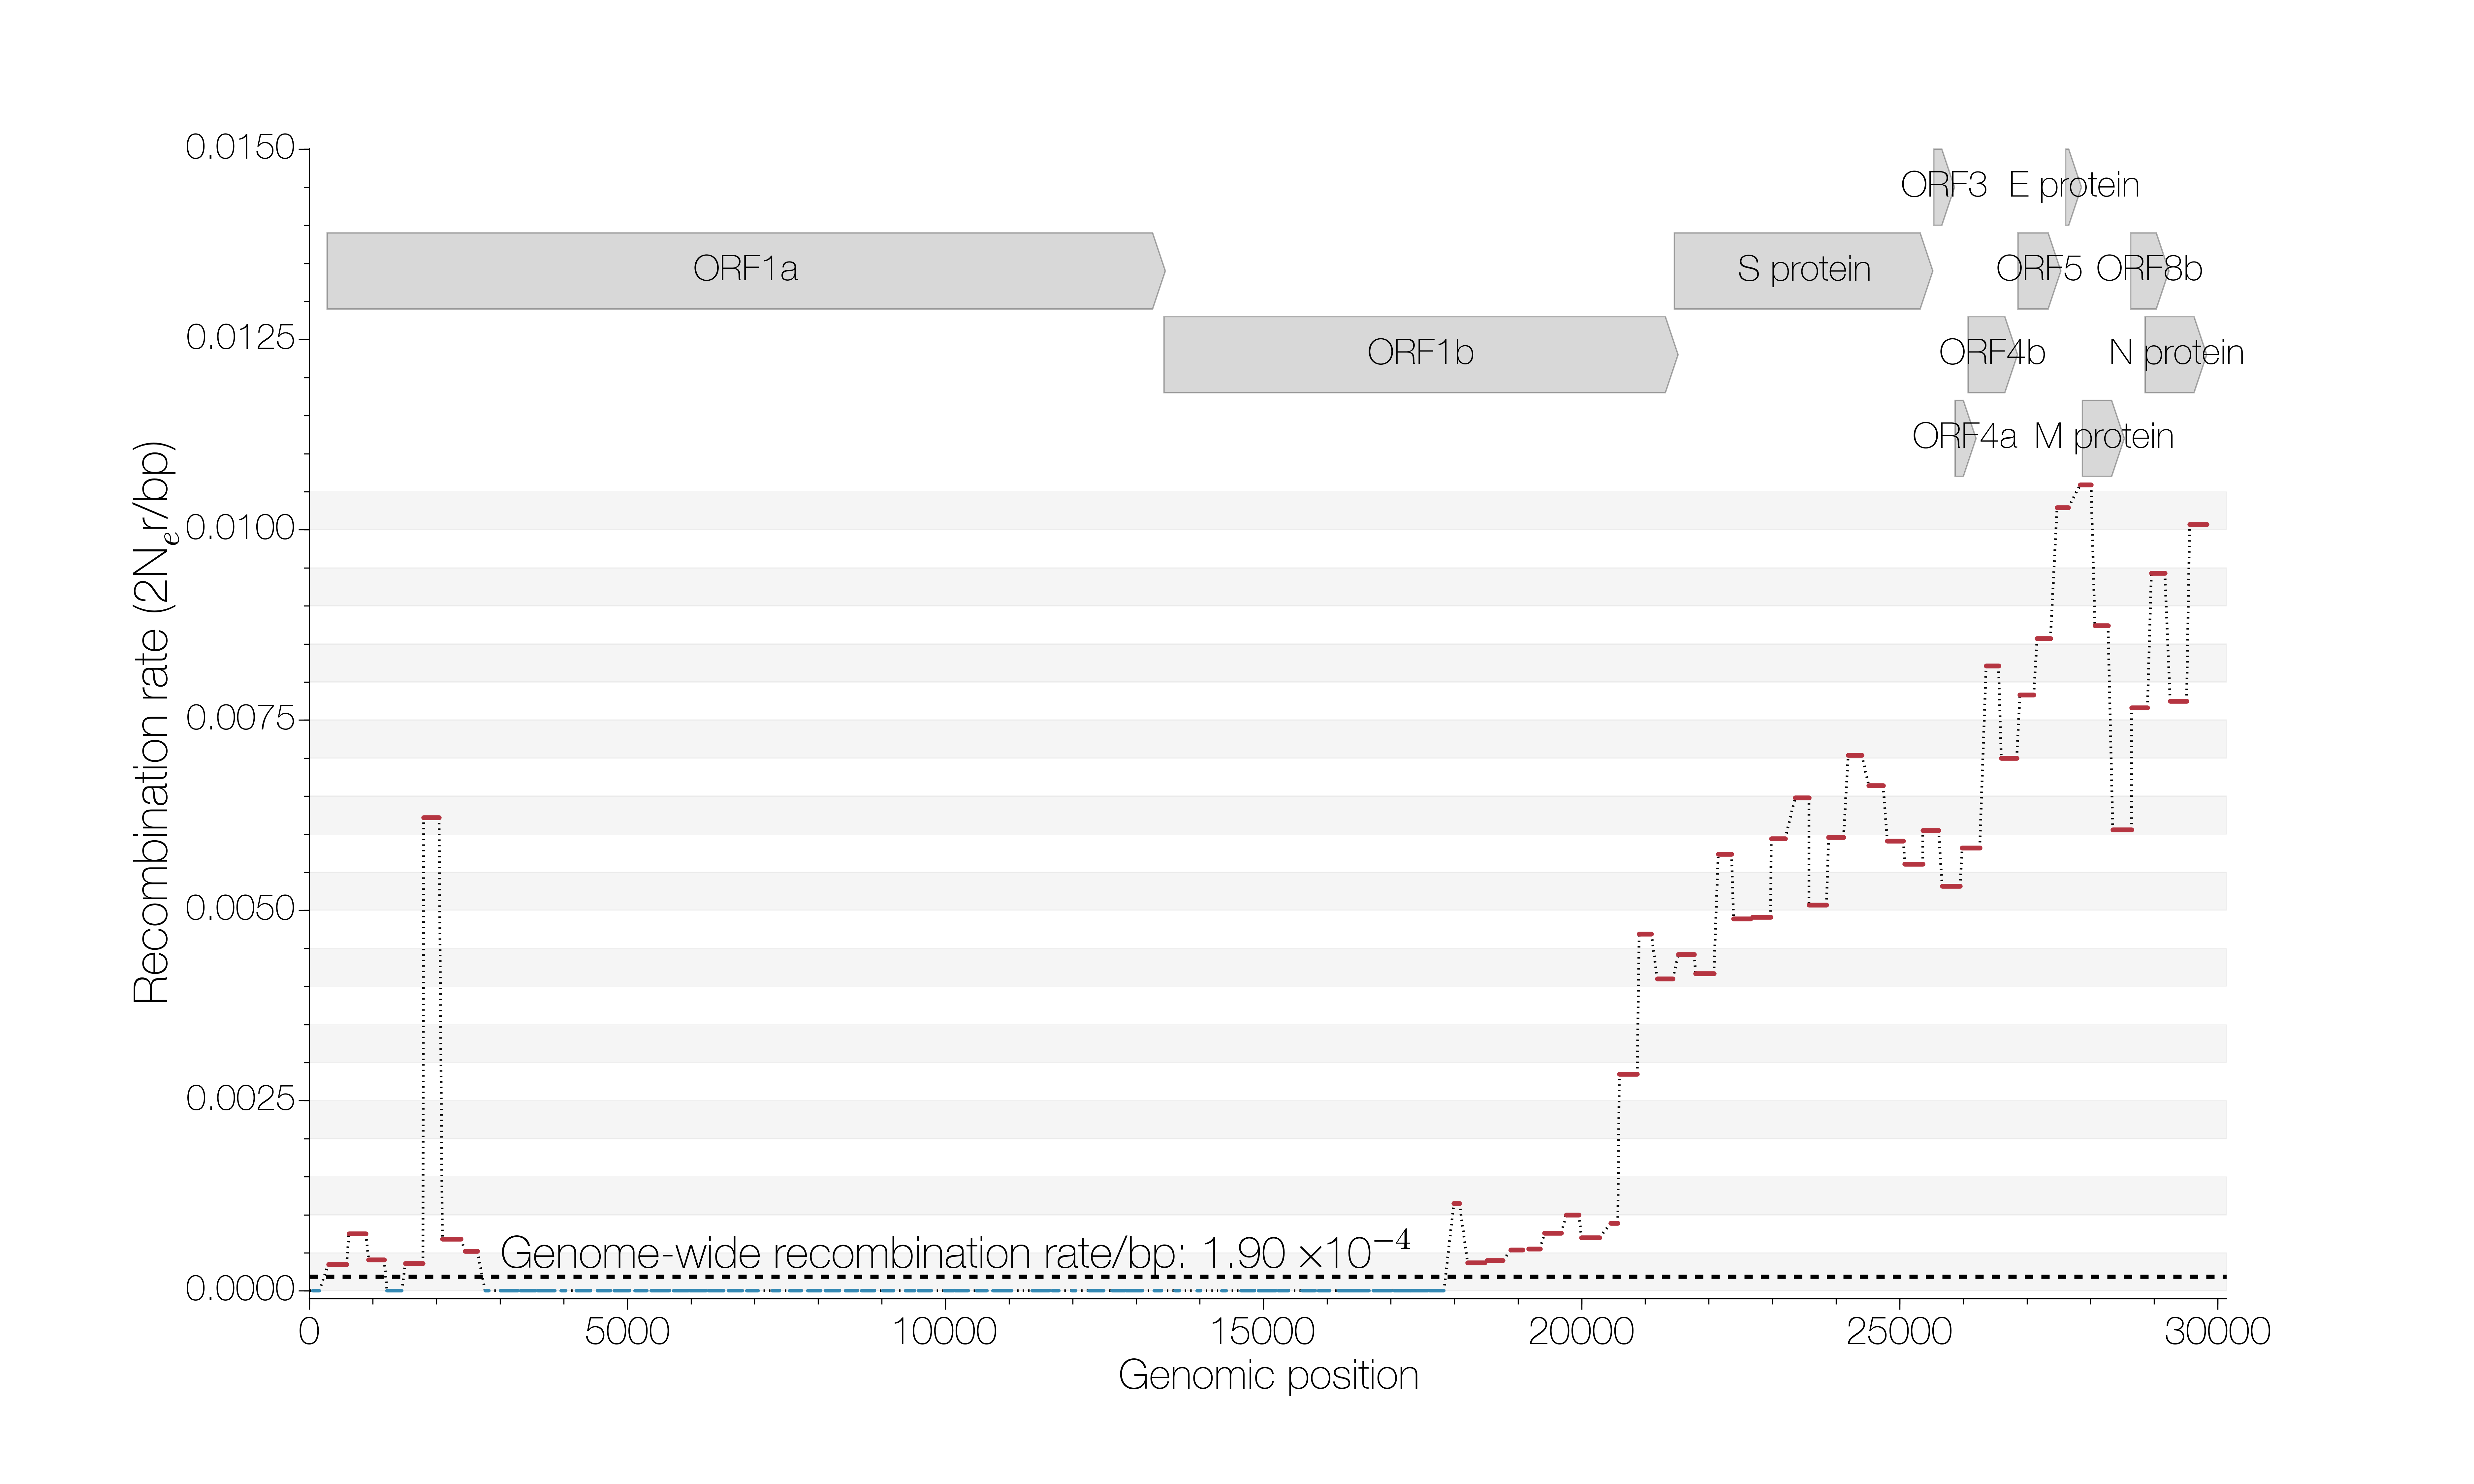 0.0150
ORF3 E protein
ORF1a
S protein
ORF5 ORF8b
0.0125
ORF1b
ORF4b
N protein
ORF4a M protein
Recombination rate (2Nₑr/bp)
0.0100
0.0075
0.0050
0.0025
Genome-wide recombination rate/bp: 1.90 ×10⁻⁴
0.0000
0 5000 10000 15000 20000 25000 30000
Genomic position